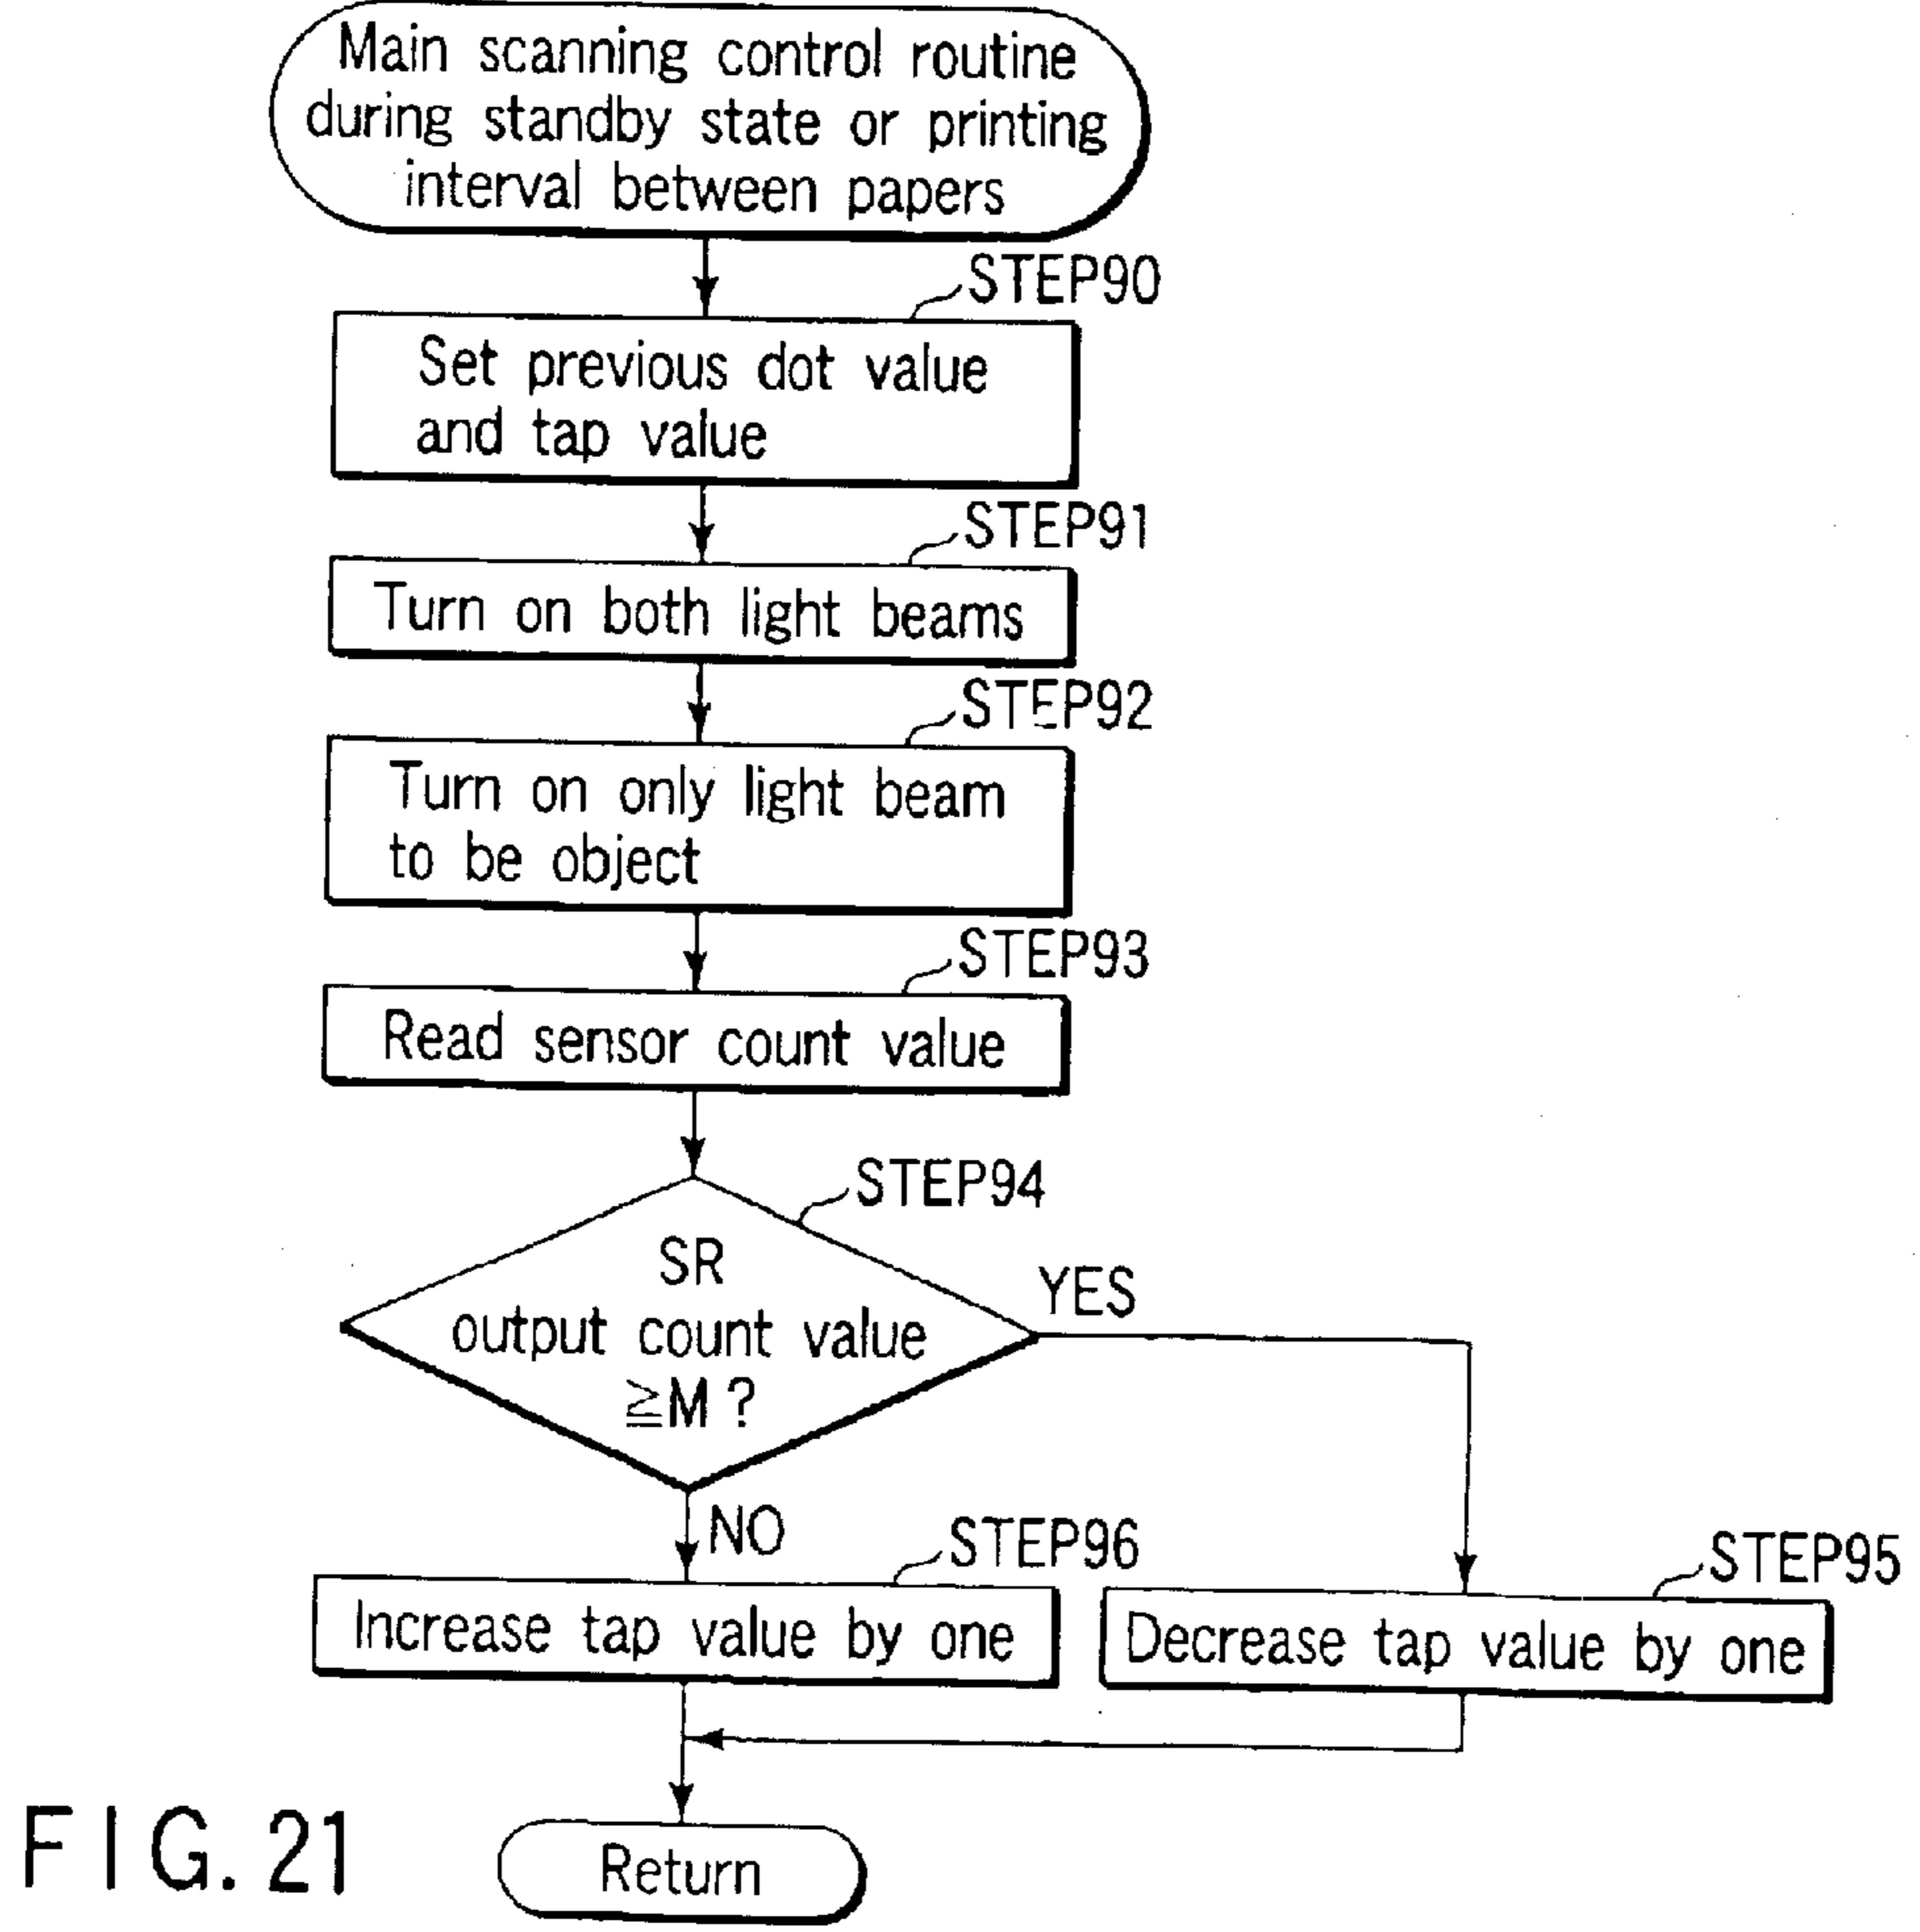 Main scanning control routine
during standby state or printing
interval between papers
STEP90
Set previous dot value
and tap value
STEP91
Turn on both light beams
STEP92
Turn on only light beam
to be object
STEP93
Read sensor count value
STEP94
SR
output count value
≧M ?
YES
NO
STEP96
Increase tap value by one
STEP95
Decrease tap value by one
Return
FIG. 21